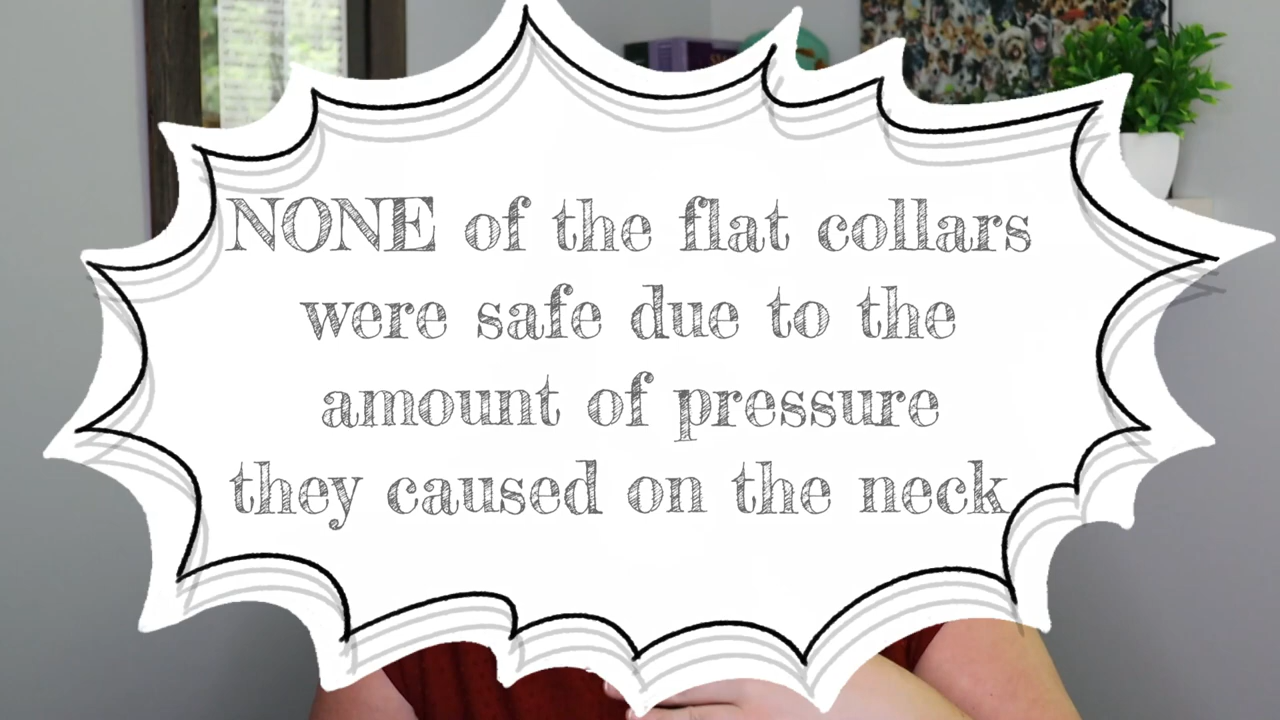 NONE of the flat collars
were safe due to the
amount of pressure
they caused on the neck